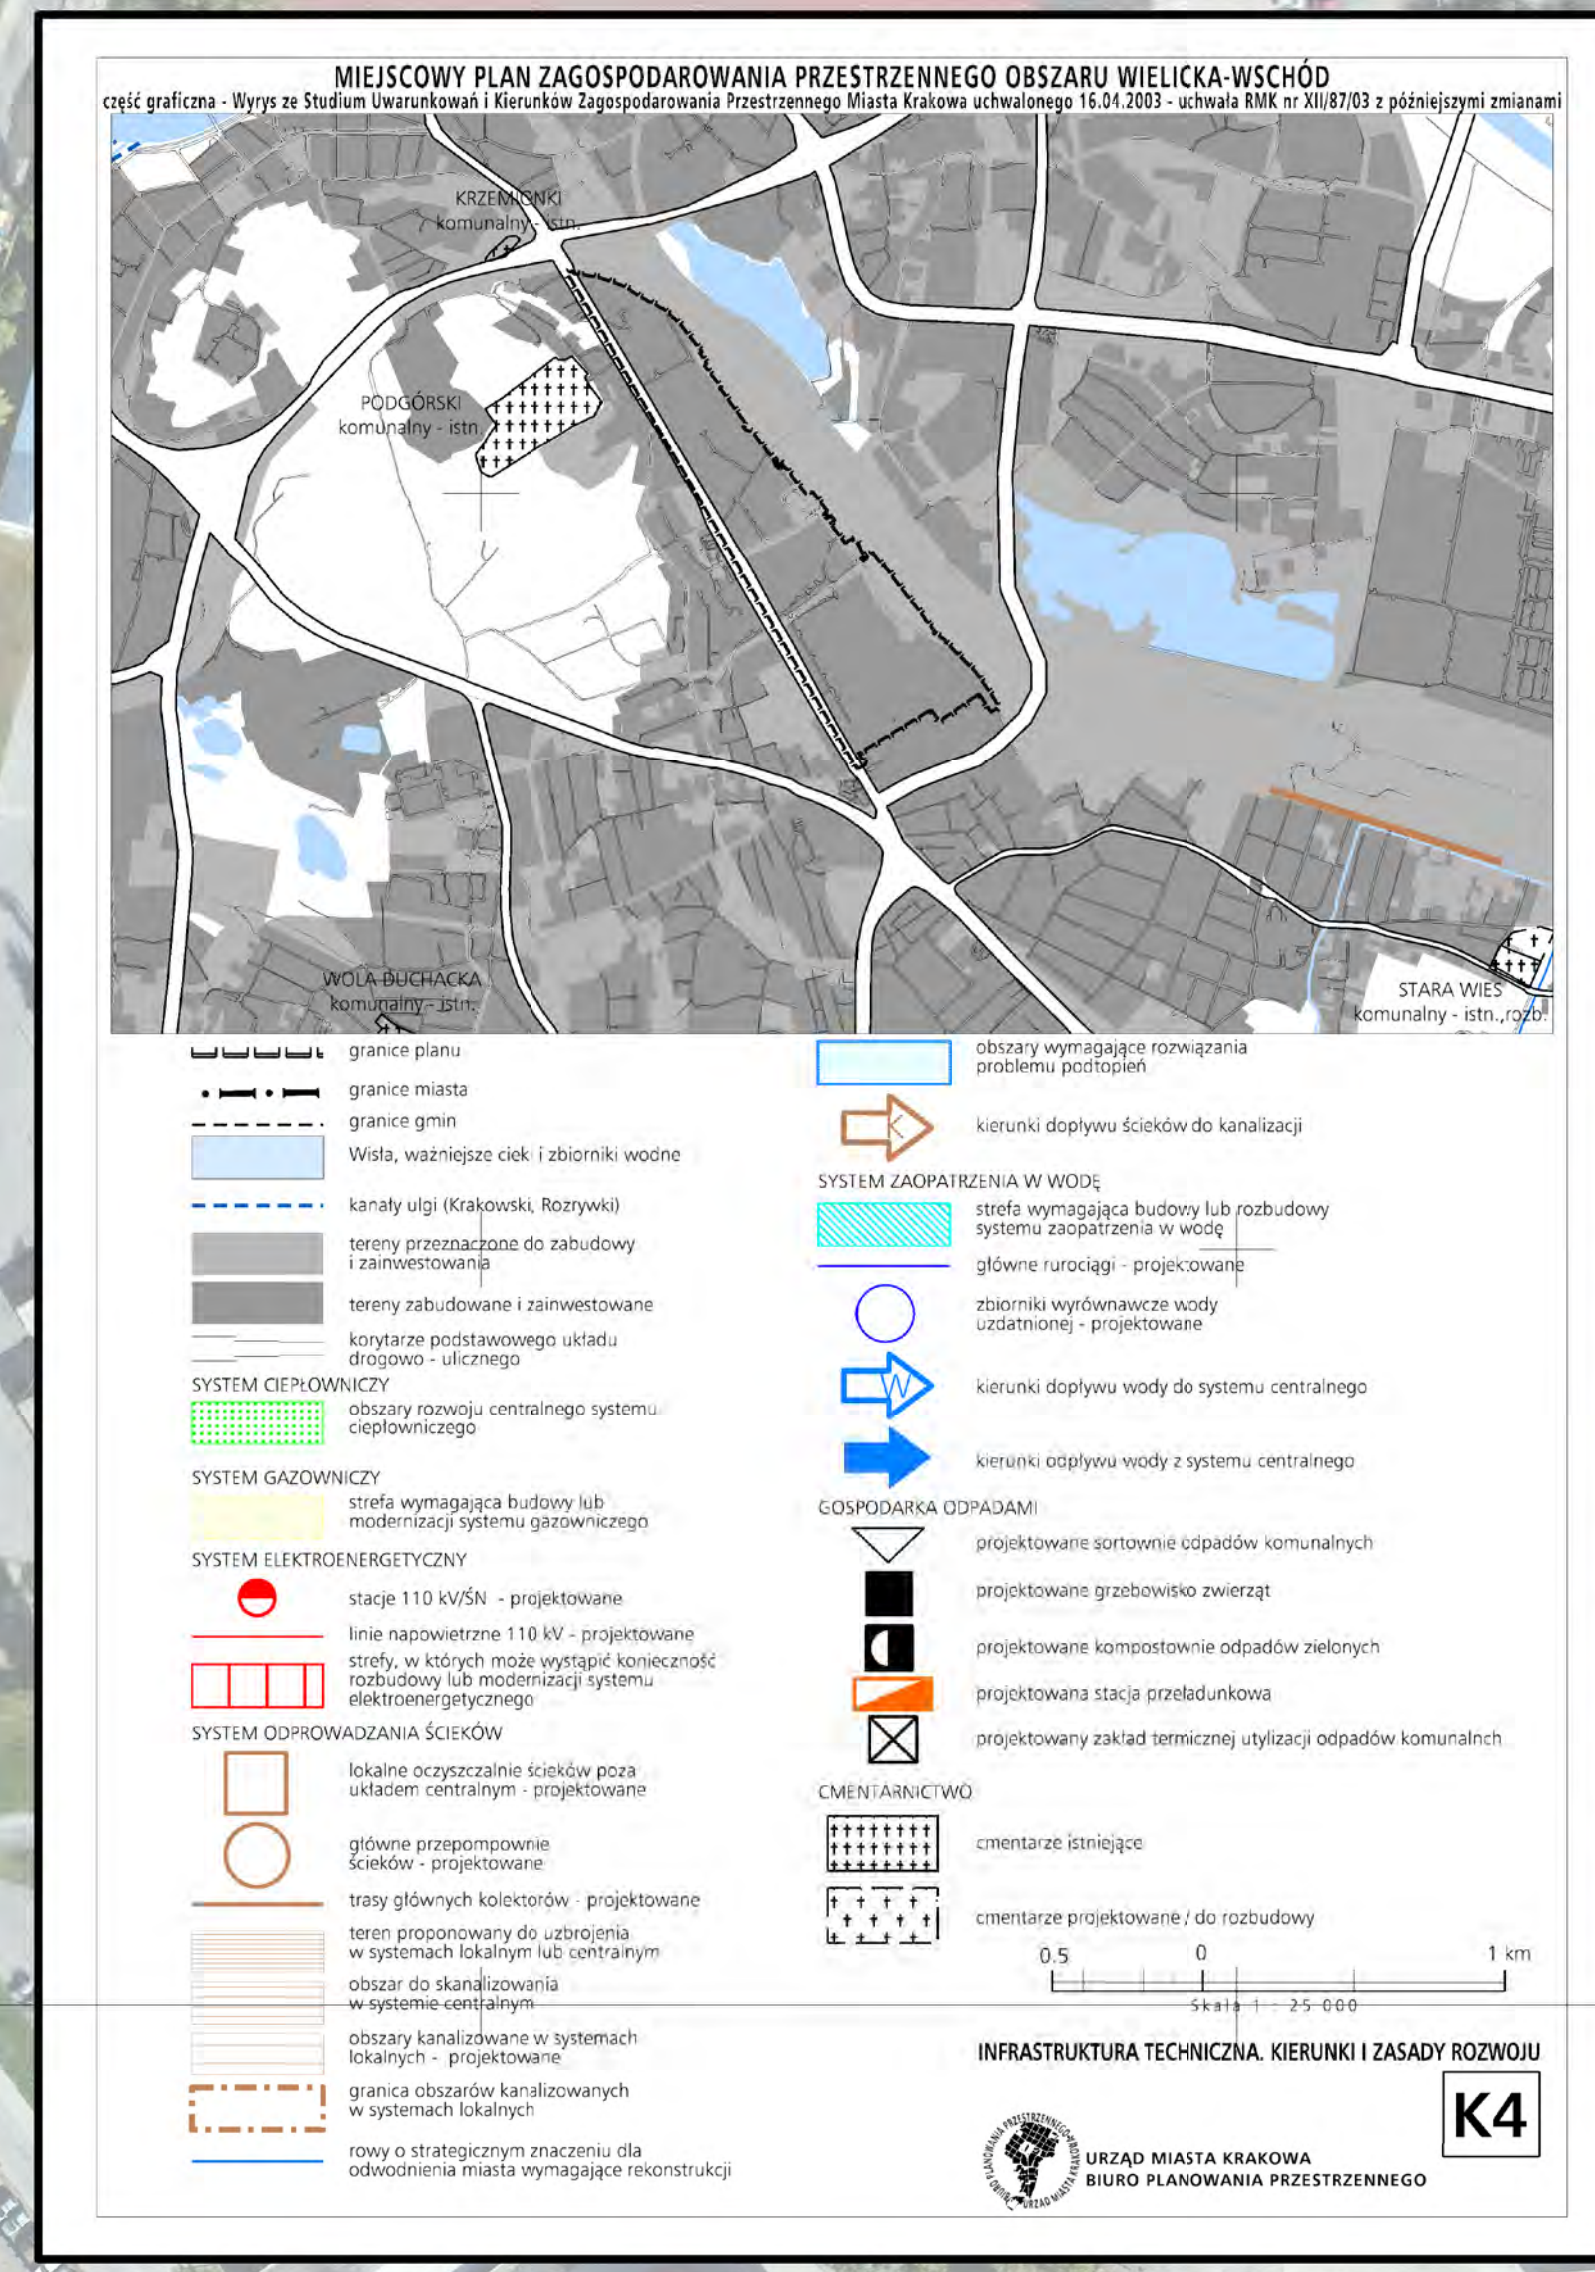 MIEJSCOWY PLAN ZAGOSPODAROWANIA PRZESTRZENNEGO OBSZARU WIELICKA-WSCHÓD
część graficzna - Wyrys ze Studium Uwarunkowań i Kierunków Zagospodarowania Przestrzennego Miasta Krakowa uchwalonego 16.04.2003 - uchwała RMK nr XII/87/03 z późniejszymi zmianami
KRZEMIONKI
komunalny - istn.
PODGÓRSKI
komunalny - istn.
WOLA DUCHACKA
komunalny - istn.
STARA WIEŚ
komunalny - istn.,rozb.
granice planu
granice miasta
granice gmin
Wisła, ważniejsze cieki i zbiorniki wodne
kanały ulgi (Krakowski, Rozrywki)
tereny przeznaczone do zabudowy
i zainwestowania
tereny zabudowane i zainwestowane
korytarze podstawowego układu
drogowo - ulicznego
SYSTEM CIEPŁOWNICZY
obszary rozwoju centralnego systemu
ciepłowniczego
SYSTEM GAZOWNICZY
strefa wymagająca budowy lub
modernizacji systemu gazowniczego
SYSTEM ELEKTROENERGETYCZNY
stacje 110 kV/ŚN - projektowane
linie napowietrzne 110 kV - projektowane
strefy, w których może wystąpić konieczność
rozbudowy lub modernizacji systemu
elektroenergetycznego
SYSTEM ODPROWADZANIA ŚCIEKÓW
lokalne oczyszczalnie ścieków poza
układem centralnym - projektowane
główne przepompownie
ścieków - projektowane
trasy głównych kolektorów - projektowane
teren proponowany do uzbrojenia
w systemach lokalnym lub centralnym
obszar do skanalizowania
w systemie centralnym
obszary kanalizowane w systemach
lokalnych - projektowane
granica obszarów kanalizowanych
w systemach lokalnych
rowy o strategicznym znaczeniu dla
odwodnienia miasta wymagające rekonstrukcji
obszary wymagające rozwiązania
problemu podtopień
K
kierunki dopływu ścieków do kanalizacji
SYSTEM ZAOPATRZENIA W WODĘ
strefa wymagająca budowy lub rozbudowy
systemu zaopatrzenia w wodę
główne rurociągi - projektowane
zbiorniki wyrównawcze wody
uzdatnionej - projektowane
W
kierunki dopływu wody do systemu centralnego
kierunki odpływu wody z systemu centralnego
GOSPODARKA ODPADAMI
projektowane sortownie odpadów komunalnych
projektowane grzebowisko zwierząt
projektowane kompostownie odpadów zielonych
projektowana stacja przeładunkowa
projektowany zakład termicznej utylizacji odpadów komunalnch
CMENTARNICTWO
cmentarze istniejące
cmentarze projektowane / do rozbudowy
0.5 0 1 km
Skala 1 : 25 000
INFRASTRUKTURA TECHNICZNA. KIERUNKI I ZASADY ROZWOJU
K4
BIURO PLANOWANIA PRZESTRZENNEGO
URZĄD MIASTA KRAKOWA
URZĄD MIASTA KRAKOWA
BIURO PLANOWANIA PRZESTRZENNEGO